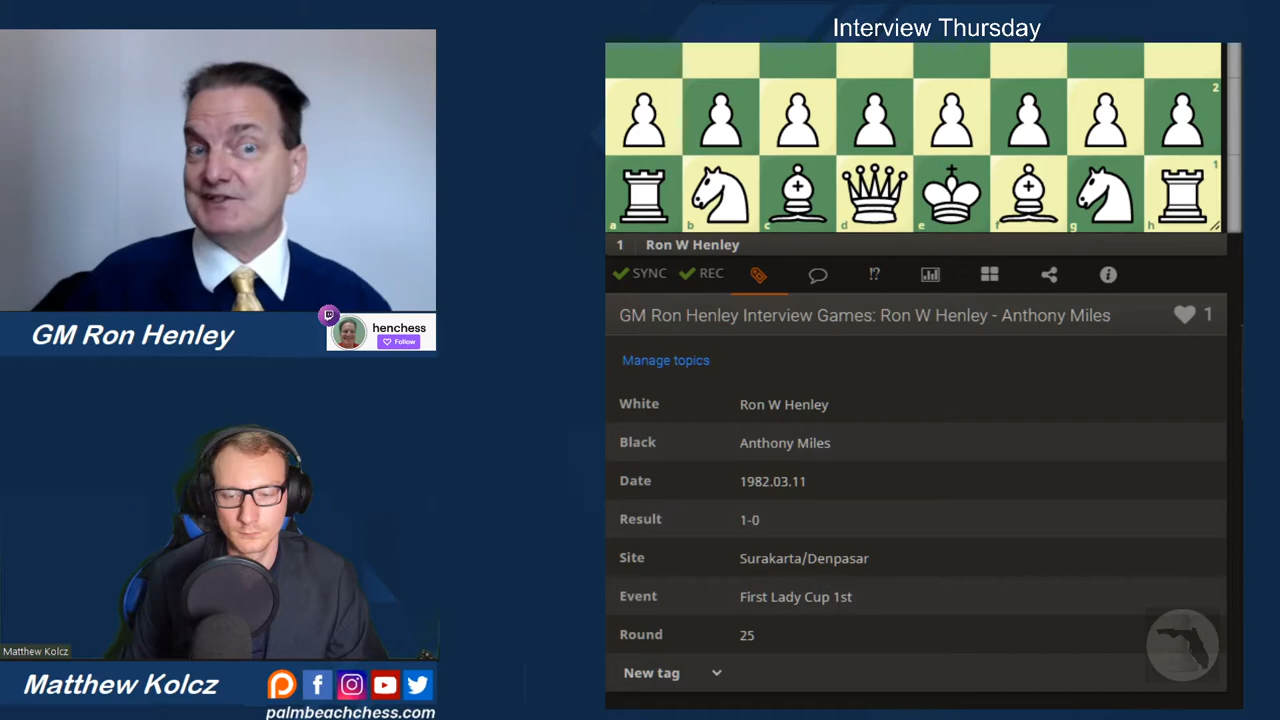 Interview Thursday
2
1
a b c d e f g h
1 Ron W Henley
SYNC REC !?
GM Ron Henley Interview Games: Ron W Henley - Anthony Miles 1
Manage topics
White Ron W Henley
Black Anthony Miles
Date 1982.03.11
Result 1-0
Site Surakarta/Denpasar
Event First Lady Cup 1st
Round 25
New tag
GM Ron Henley
henchess
Follow
Matthew Kolcz
Matthew Kolcz
palmbeachchess.com